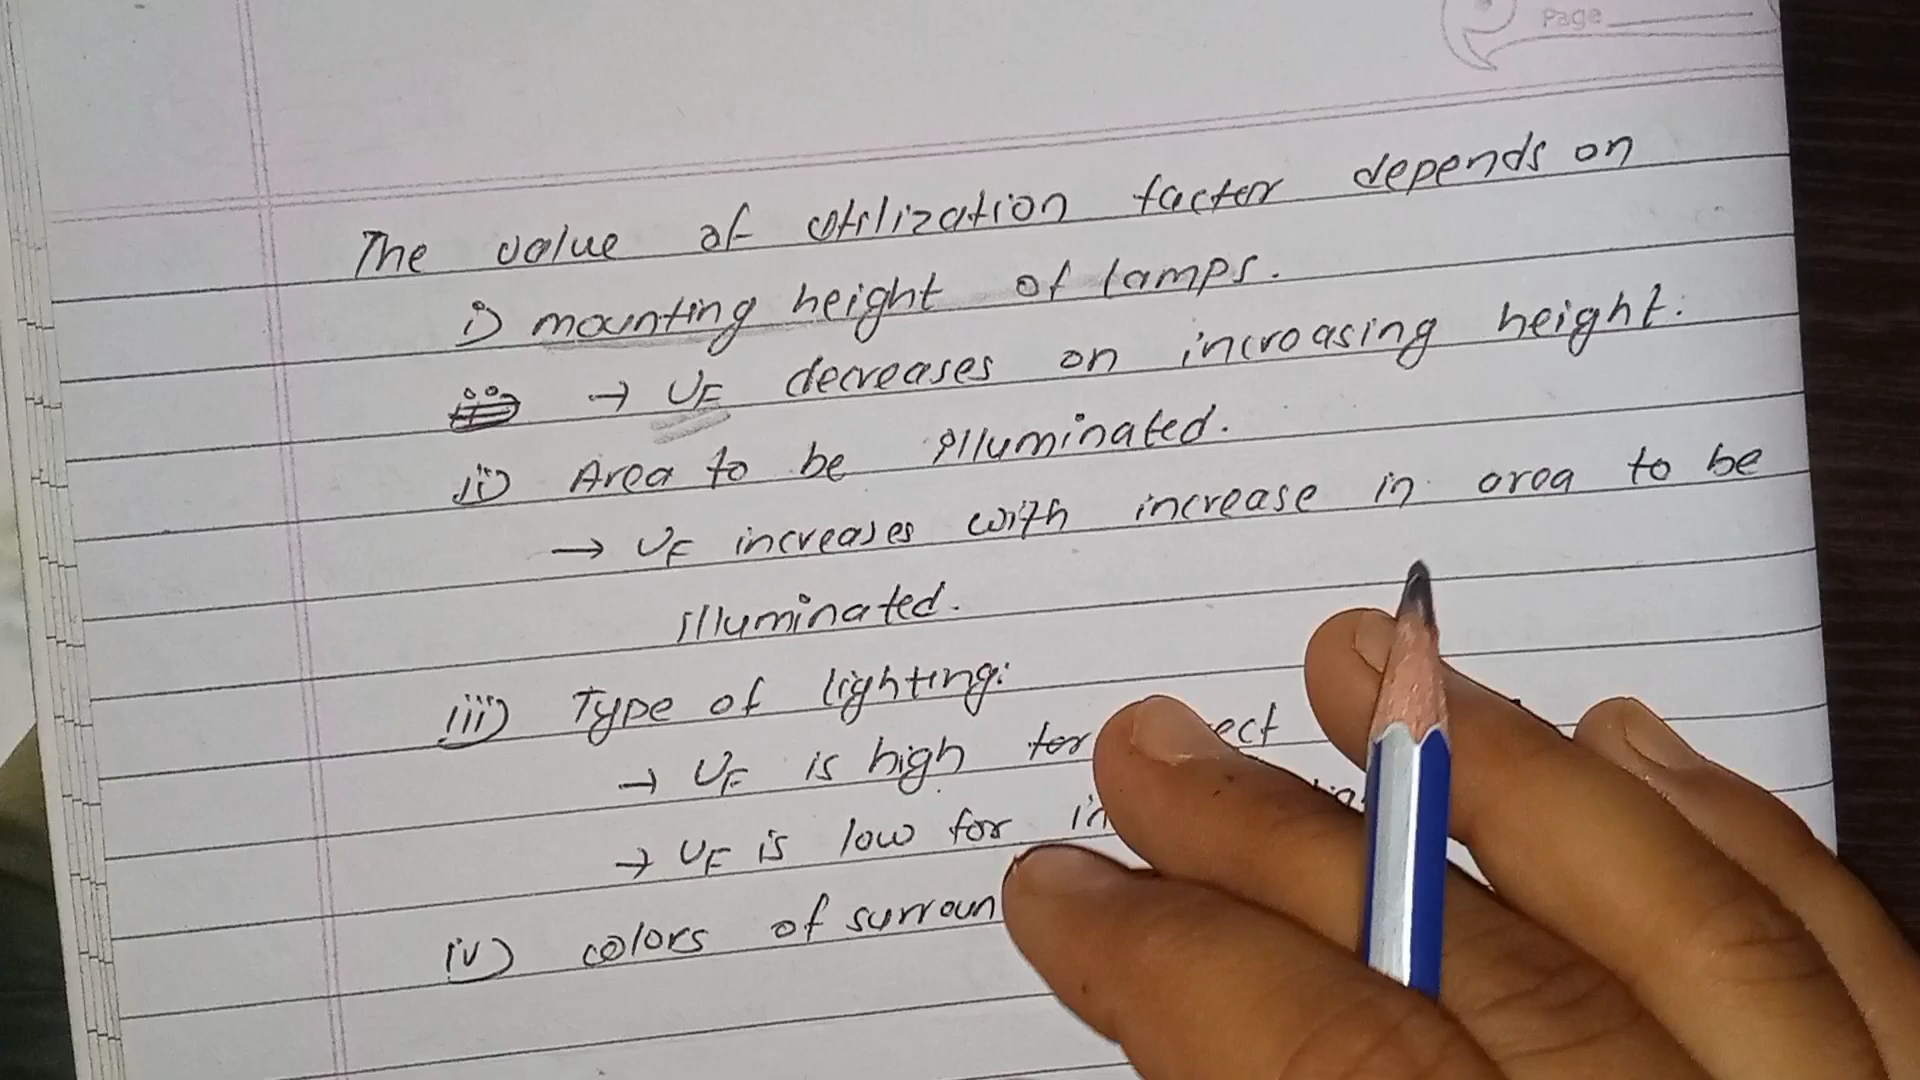 Page
The value of utilization factor depends on
i) mounting height of lamps.
→ UF decreases on increasing height.
ii) Area to be illuminated.
→ UF increases with increase in area to be
illuminated.
iii) Type of lighting:
→ UF is high for
→ UF is low for
iv) colors of